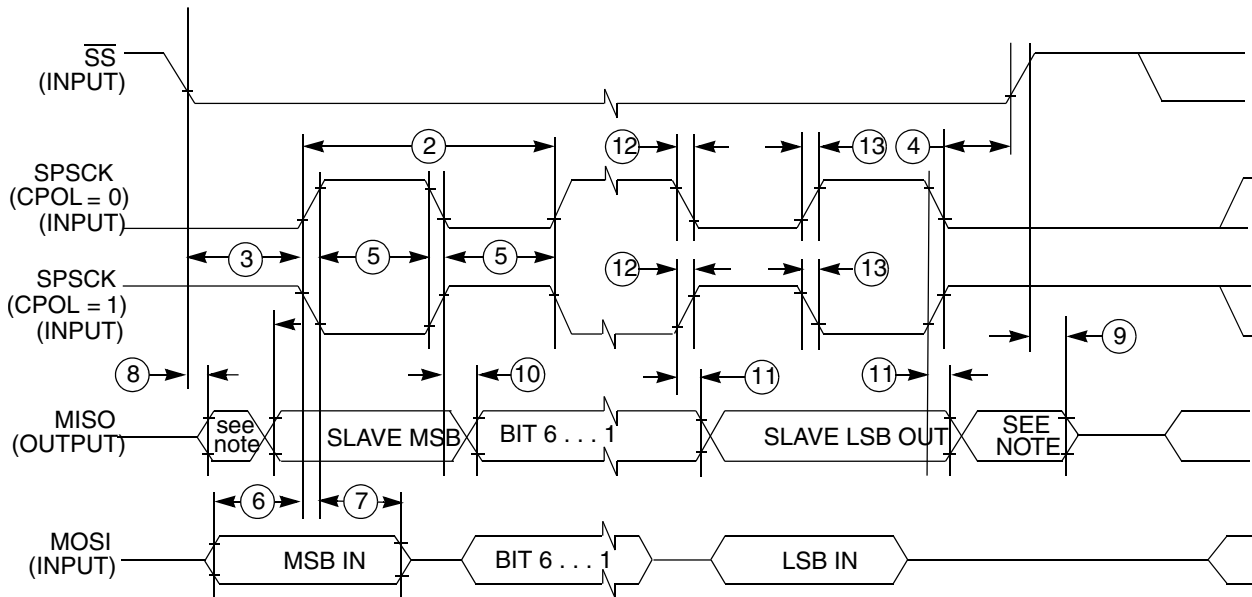 SS
(INPUT)
2
12
13
4
SPSCK
(CPOL = 0)
(INPUT)
3
5
5
12
13
SPSCK
(CPOL = 1)
(INPUT)
9
8
10
11
11
MISO
(OUTPUT)
see
note
SLAVE MSB
BIT 6 . . . 1
SLAVE LSB OUT
SEE
NOTE
6
7
MOSI
(INPUT)
MSB IN
BIT 6 . . . 1
LSB IN